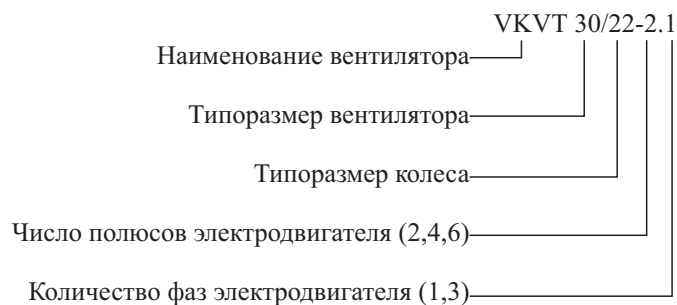 VKVT 30/22-2.1
Наименование вентилятора
Типоразмер вентилятора
Типоразмер колеса
Число полюсов электродвигателя (2,4,6)
Количество фаз электродвигателя (1,3)